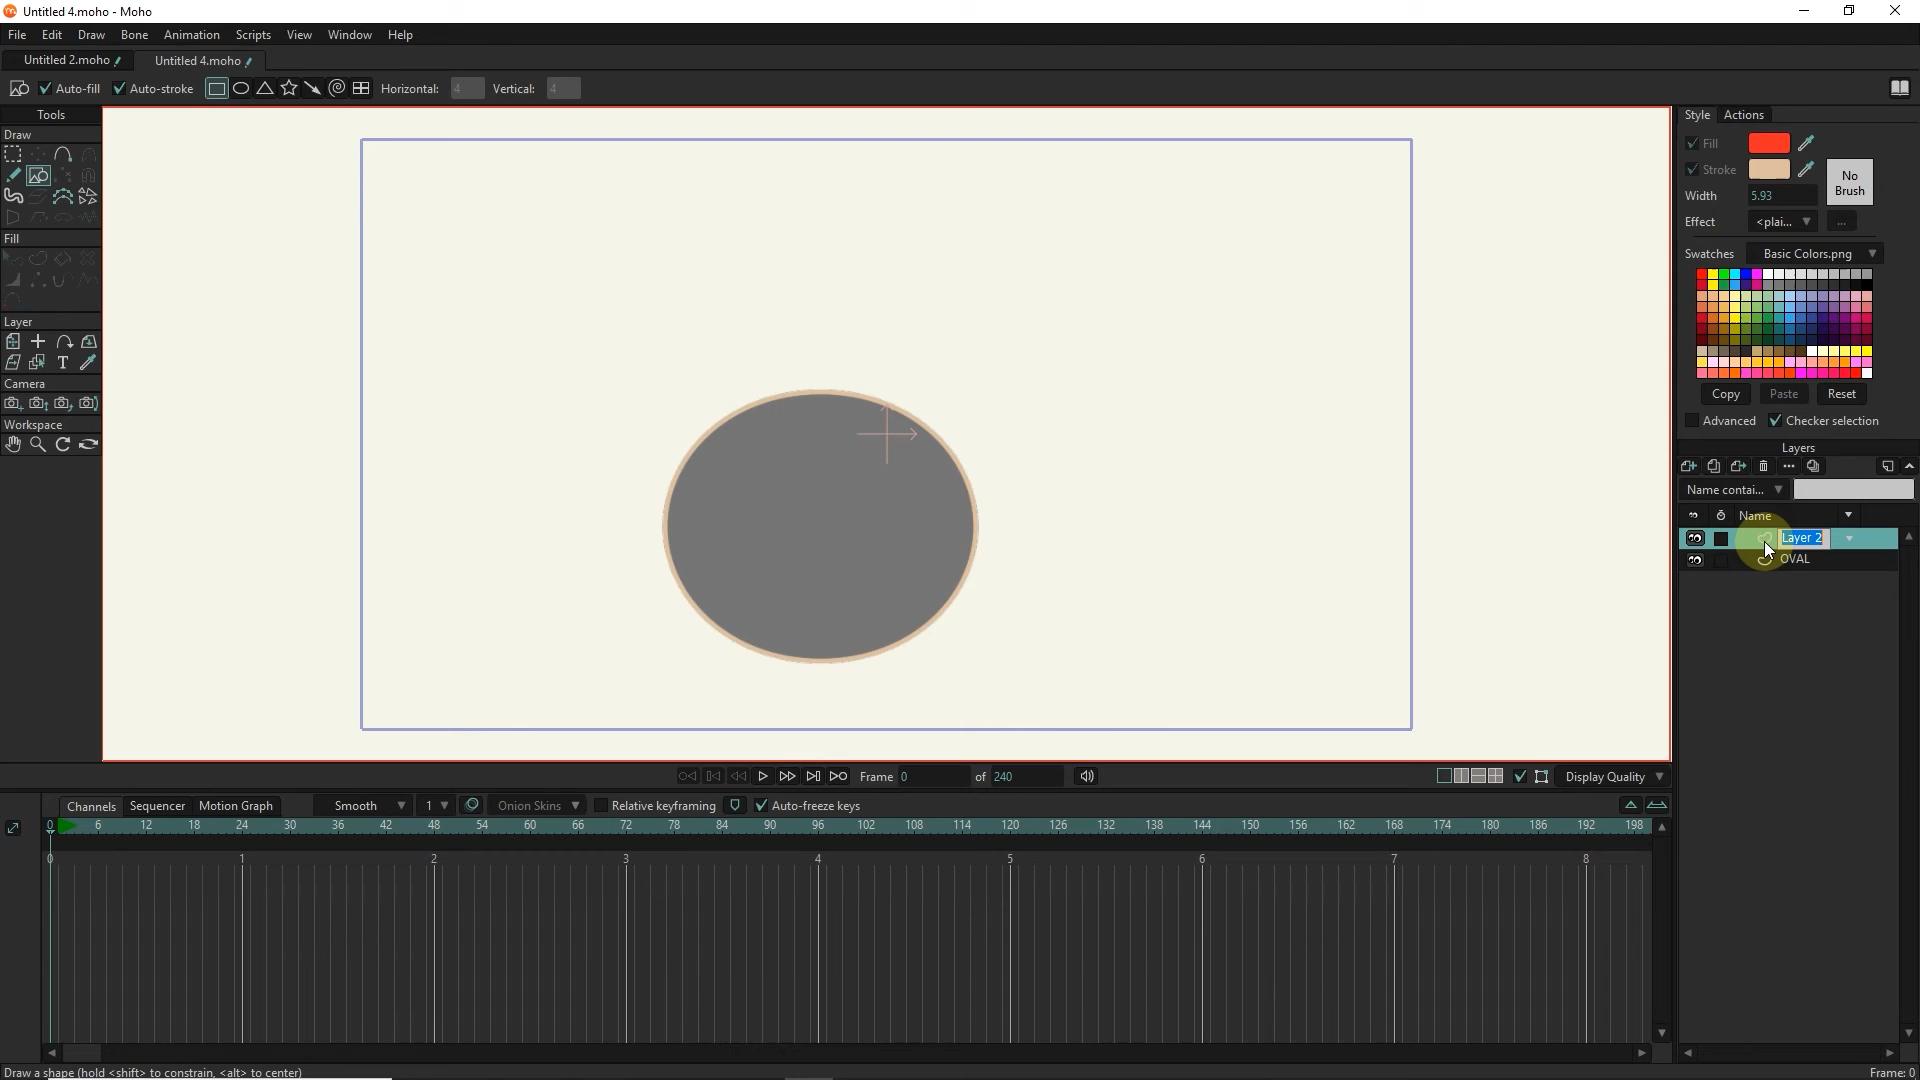 Untitled 4.moho - Moho
File Edit Draw Bone Animation Scripts View Window Help
Untitled 2.moho Untitled 4.moho
Auto-fill Auto-stroke Horizontal: 4 Vertical: 4
Tools
Draw
Fill
Layer
Camera
Workspace
Style Actions
Fill
Stroke
No
Brush
Width 5.93
Effect <plai... ...
Swatches Basic Colors.png
Copy Paste Reset
Advanced Checker selection
Layers
Name contai...
Name
Layer 2
OVAL
Frame 0 of 240 Display Quality
Channels Sequencer Motion Graph Smooth 1 Onion Skins Relative keyframing Auto-freeze keys
0 6 12 18 24 30 36 42 48 54 60 66 72 78 84 90 96 102 108 114 120 126 132 138 144 150 156 162 168 174 180 186 192 198
0 1 2 3 4 5 6 7 8
Draw a shape (hold <shift> to constrain, <alt> to center) Frame: 0